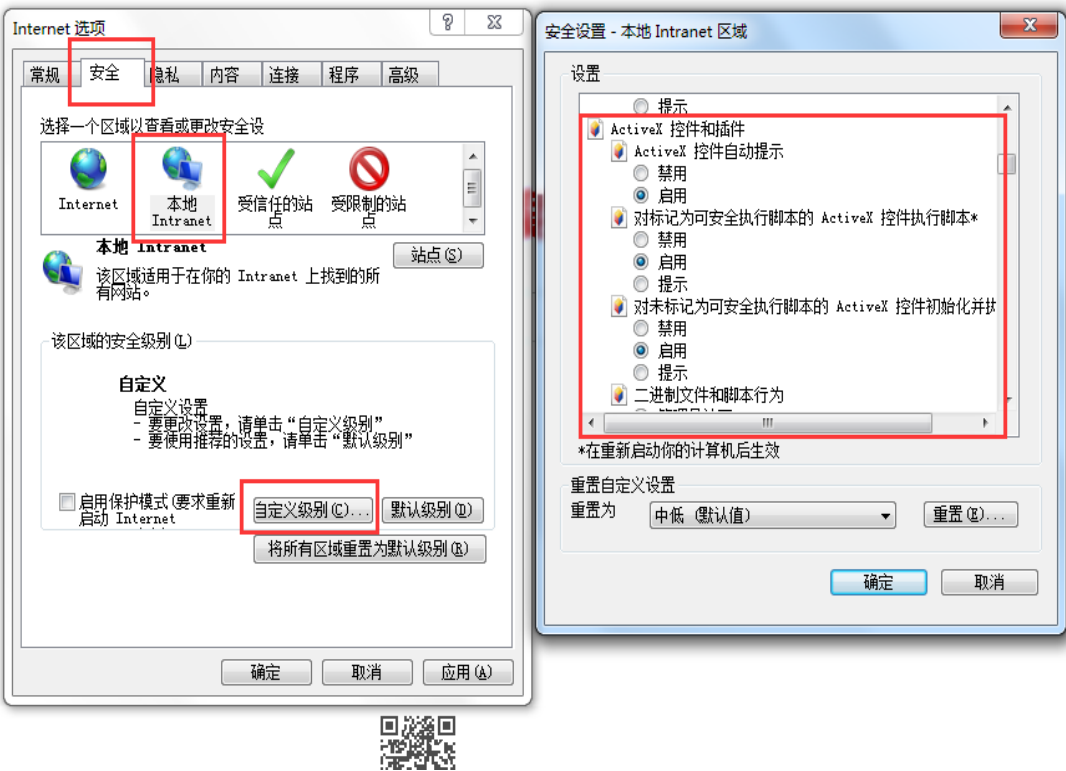 Internet 选项
常规
安全
隐私
内容
连接
程序
高级
选择一个区域以查看或更改安全设
Internet
本地
Intranet
受信任的站
点
受限制的站
点
本地 Intranet
站点(S)
该区域适用于在你的 Intranet 上找到的所
有网站。
该区域的安全级别(L)
自定义
自定义设置
- 要更改设置，请单击“自定义级别”
- 要使用推荐的设置，请单击“默认级别”
启用保护模式(要求重新
启动 Internet
自定义级别(C)...
默认级别(D)
将所有区域重置为默认级别(R)
确定
取消
应用(A)
安全设置 - 本地 Intranet 区域
设置
提示
ActiveX 控件和插件
ActiveX 控件自动提示
禁用
启用
对标记为可安全执行脚本的 ActiveX 控件执行脚本*
禁用
启用
提示
对未标记为可安全执行脚本的 ActiveX 控件初始化并执
禁用
启用
提示
二进制文件和脚本行为
*在重新启动你的计算机后生效
重置自定义设置
重置为
中低 (默认值)
重置(E)...
确定
取消